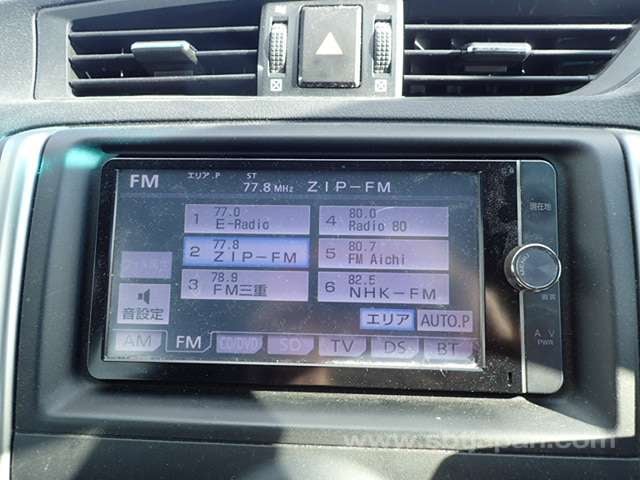 FM エリア.P ST 77.8 MHz ZIP-FM
1 77.0 E-Radio
4 80.0 Radio 80
2 77.8 ZIP-FM
5 80.7 FM Aichi
3 78.9 FM三重
6 82.5 NHK-FM
音設定
エリア AUTO.P
AM FM CD/DVD SD TV DS BT
現在地
画質
A V
PWR
www.sbtjapan.com